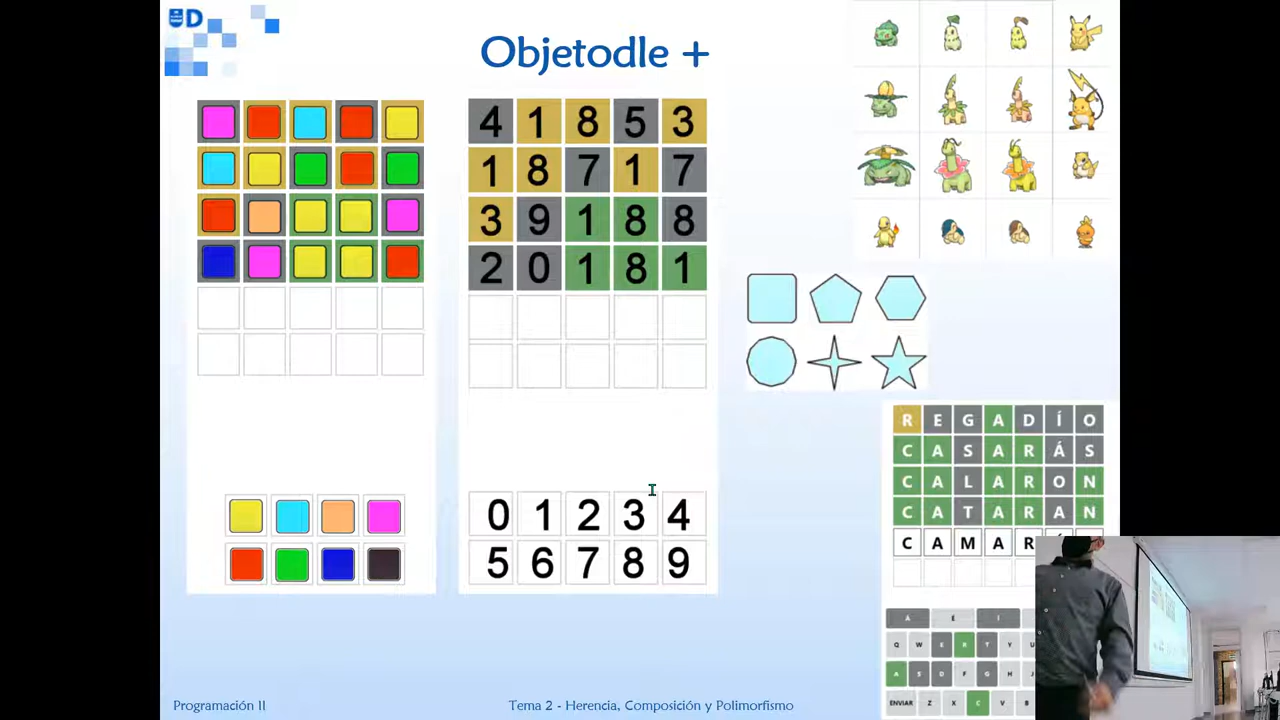 D
Objetodle +
4 1 8 5 3
1 8 7 1 7
3 9 1 8 8
2 0 1 8 1
0 1 2 3 4
5 6 7 8 9
R E G A D Í O
C A S A R Á S
C A L A R O N
C A T A R A N
C A M A R
Á É Í
Q W E R T Y U
A S D F G H J
ENVIAR Z X C V B
Programación II
Tema 2 - Herencia, Composición y Polimorfismo